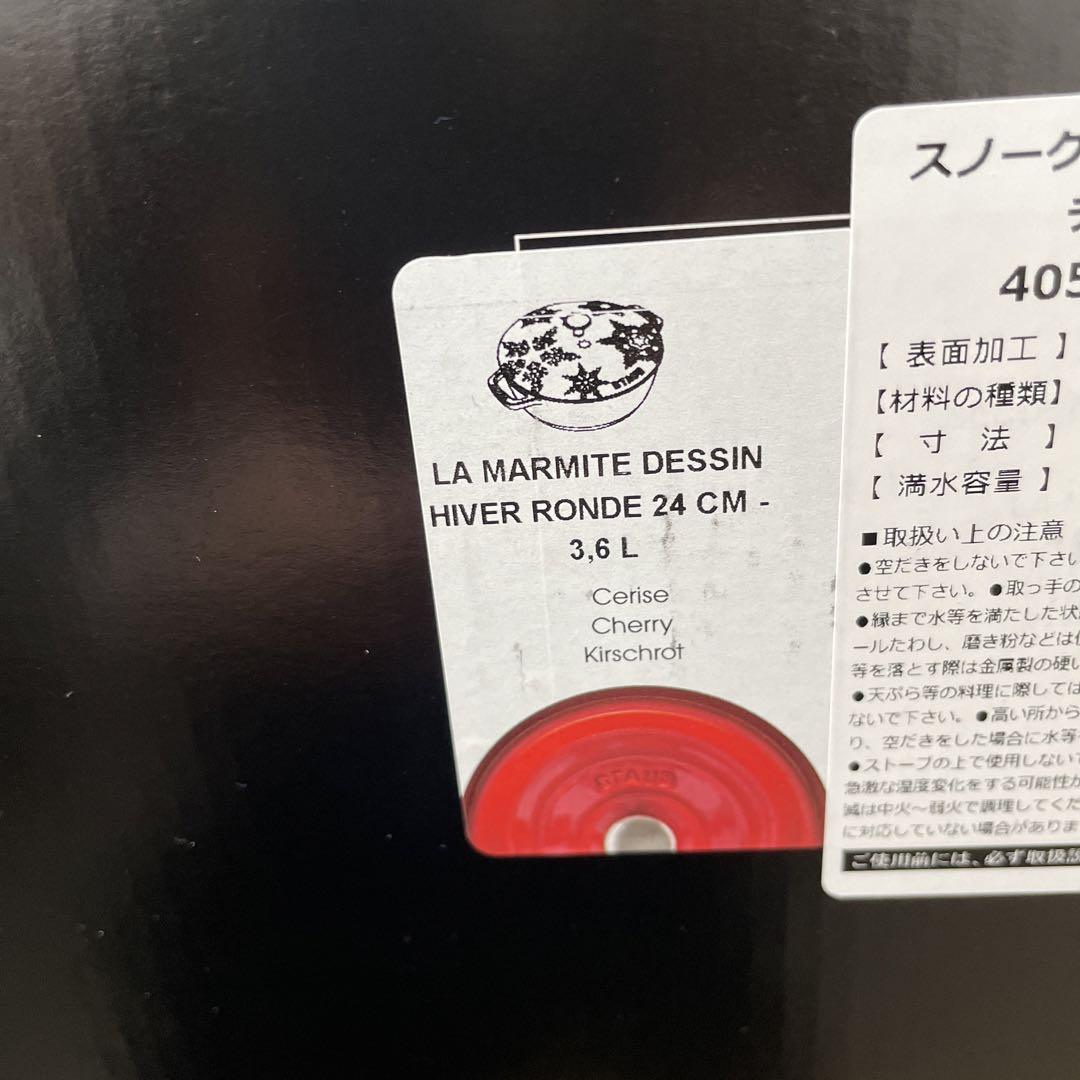 LA MARMITE DESSIN
HIVER RONDE 24 CM -
3,6 L
Cerise
Cherry
Kirschrot
STAUB
スノーク
405
【 表面加工 】
【材料の種類】
【 寸 法 】
【 満水容量 】
■取扱い上の注意
●空だきをしないで下さい
させて下さい。●取っ手の
●縁まで水等を満たした状
ールたわし、磨き粉などは
等を落とす際は金属製の硬い
●天ぷら等の料理に際しては
ないで下さい。●高い所から
り、空だきをした場合に水等
●ストーブの上で使用しないで
急激な温度変化をする可能性が
減は中火～弱火で調理してくだ
に対応していない場合がありま
ご使用前には、必ず取扱説